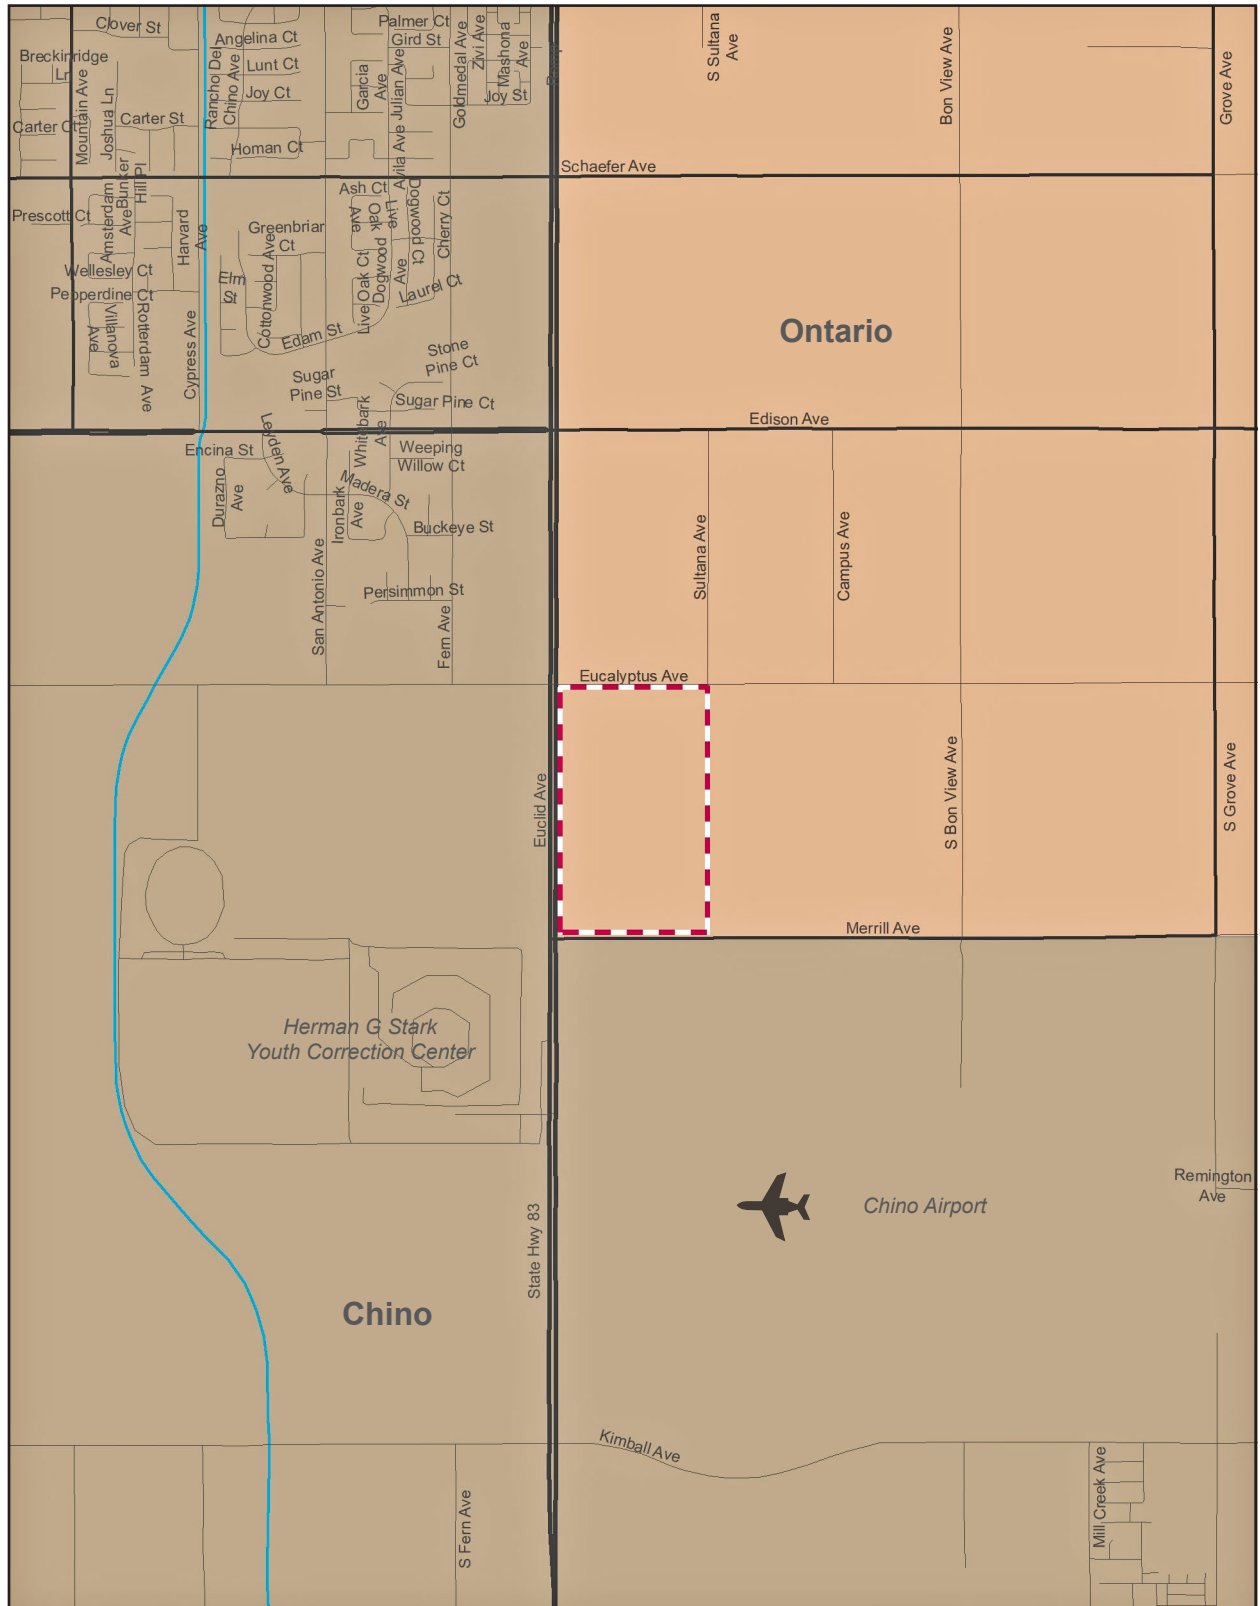 Clover St
Palmer Ct
Angelina Ct
Gird St
Goldmedal Ave
Zivi Ave
Mashona
Ave
S Sultana
Ave
Bon View Ave
Grove Ave
Breckinridge
Ln
Mountain Ave
Joshua Ln
Rancho Del
Chino Ave
Lunt Ct
Joy Ct
Garcia
Ave
Julian Ave
Joy St
Carter Ct
Carter St
Homan Ct
Avila Ave
Schaefer Ave
Bunker
Hill Pl
Ash Ct
Prescott Ct
Amsterdam
Ave
Harvard
Ave
Greenbriar
Ct
Live
Oak
Ave
Dogwood Ct
Cherry Ct
Wellesley Ct
Elm
St
Cottonwood Ave
Live Oak Ct
Dogwood
Ave
Laurel Ct
Pepperdine Ct
Villanova
Ave
Rotterdam Ave
Cypress Ave
Edam St
Ontario
Stone
Pine Ct
Sugar
Pine St
Sugar Pine Ct
Edison Ave
Encina St
Leyden Ave
Whitebark
Ave
Weeping
Willow Ct
Durazno
Ave
Madera St
Ironbark
Ave
Buckeye St
San Antonio Ave
Persimmon St
Fern Ave
Sultana Ave
Campus Ave
Eucalyptus Ave
Euclid Ave
S Bon View Ave
S Grove Ave
Merrill Ave
Herman G Stark
Youth Correction Center
State Hwy 83
Chino Airport
Remington
Ave
Chino
Kimball Ave
S Fern Ave
Mill Creek Ave